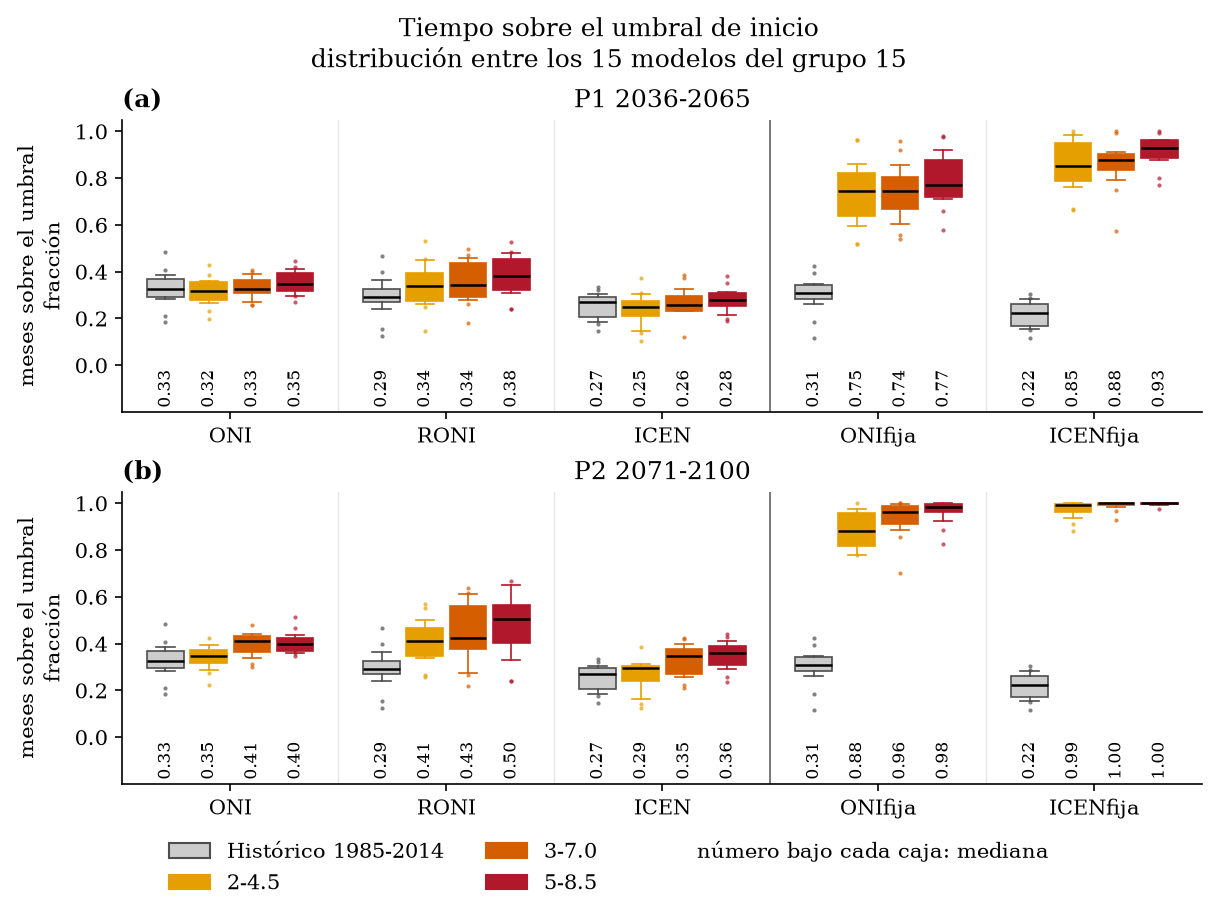 Tiempo sobre el umbral de inicio
distribución entre los 15 modelos del grupo 15
(a) P1 2036-2065
meses sobre el umbral
fracción
1.0
0.8
0.6
0.4
0.2
0.0
0.33 0.32 0.33 0.35 0.29 0.34 0.34 0.38 0.27 0.25 0.26 0.28 0.31 0.75 0.74 0.77 0.22 0.85 0.88 0.93
ONI RONI ICEN ONIfija ICENfija
(b) P2 2071-2100
meses sobre el umbral
fracción
1.0
0.8
0.6
0.4
0.2
0.0
0.33 0.35 0.41 0.40 0.29 0.41 0.43 0.50 0.27 0.29 0.35 0.36 0.31 0.88 0.96 0.98 0.22 0.99 1.00 1.00
ONI RONI ICEN ONIfija ICENfija
Histórico 1985-2014 3-7.0 número bajo cada caja: mediana
2-4.5 5-8.5